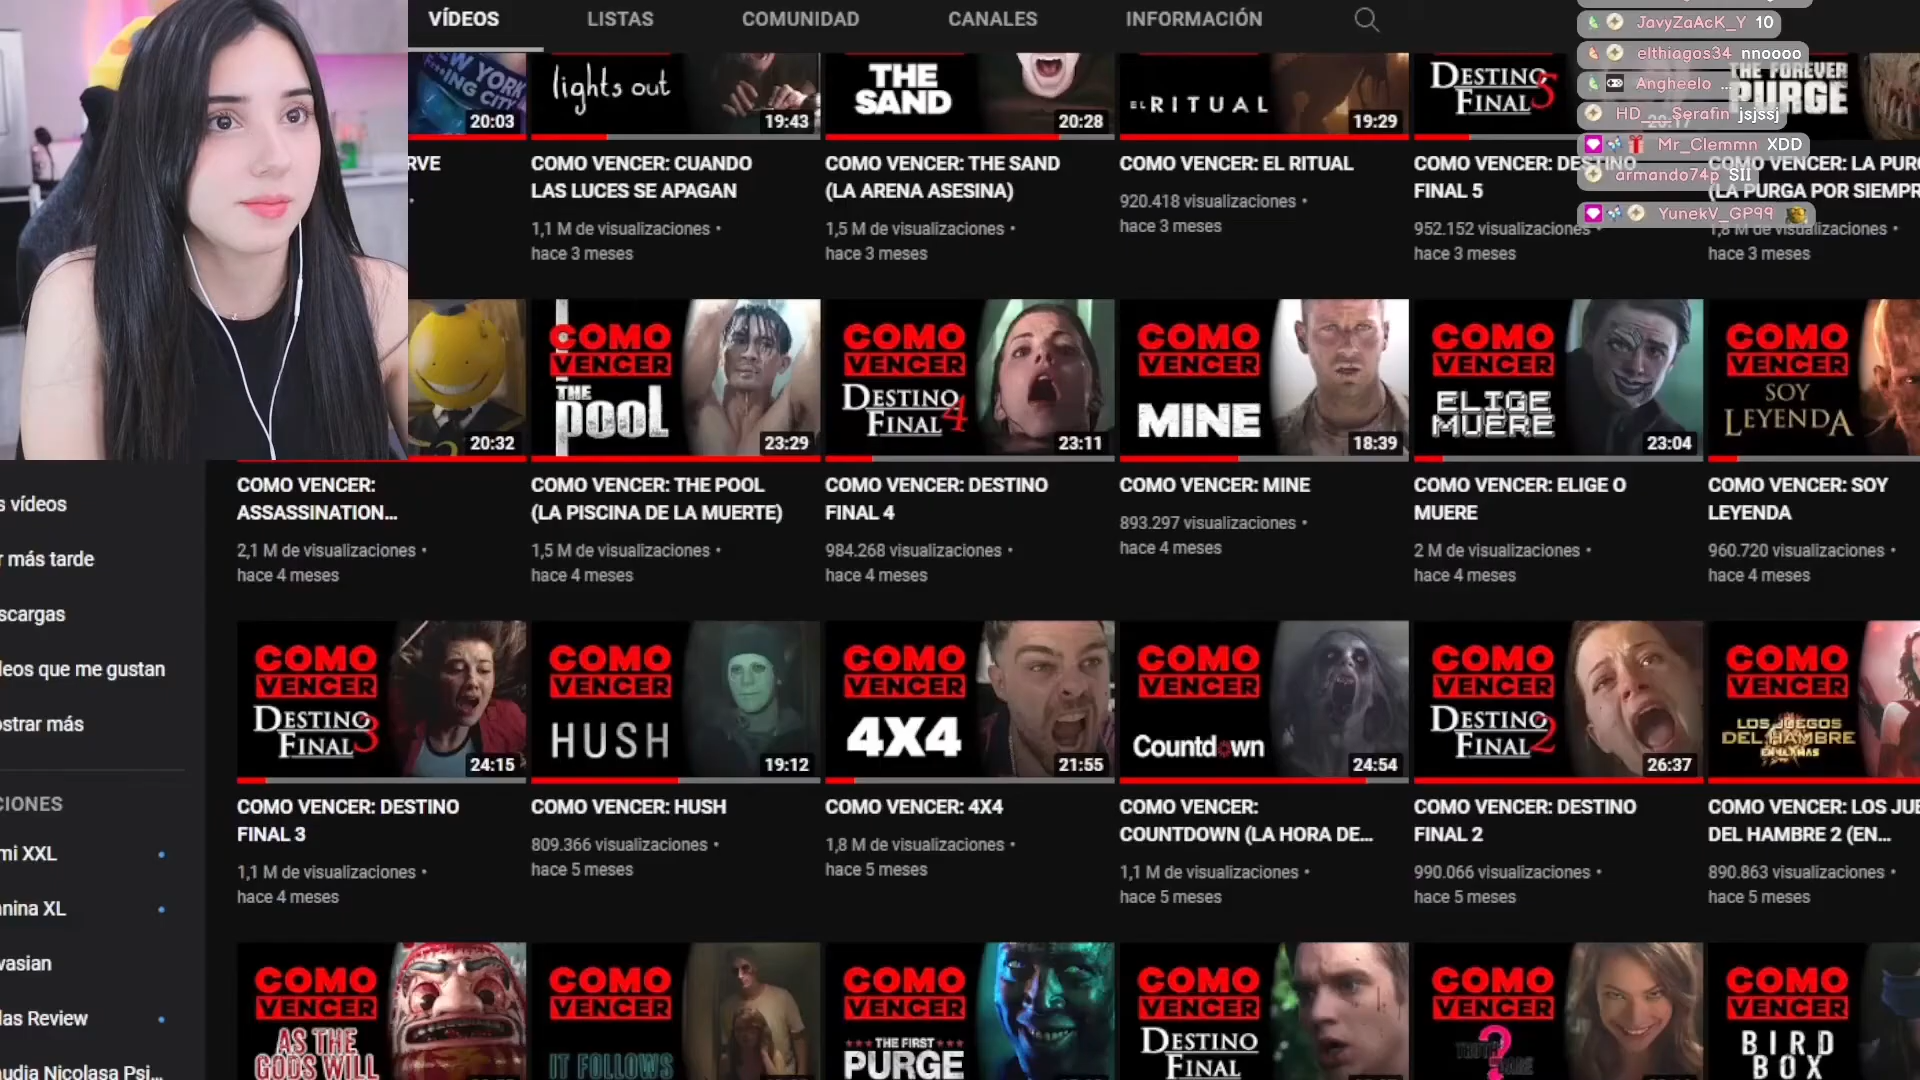 VÍDEOS
LISTAS
COMUNIDAD
CANALES
INFORMACIÓN
JavyZaAcK_Y 10
elthiagos34 nnoooo
Angheelo ...
HD___Serafin jsjssj
Mr_Clemmn XDD
armando74p SII
YunekV_GP99
NEW YORK
F***ING CITY
20:03
lights out
19:43
THE
SAND
20:28
EL RITUAL
19:29
DESTINO
FINAL 5
20:17
THE FOREVER
PURGE
RVE
COMO VENCER: CUANDO
LAS LUCES SE APAGAN
1,1 M de visualizaciones •
hace 3 meses
COMO VENCER: THE SAND
(LA ARENA ASESINA)
1,5 M de visualizaciones •
hace 3 meses
COMO VENCER: EL RITUAL
920.418 visualizaciones •
hace 3 meses
COMO VENCER: DESTINO
FINAL 5
952.152 visualizaciones •
hace 3 meses
COMO VENCER: LA PURG
(LA PURGA POR SIEMPR
1,8 M de visualizaciones •
hace 3 meses
20:32
COMO
VENCER
THE
POOL
23:29
COMO
VENCER
DESTINO
FINAL 4
23:11
COMO
VENCER
MINE
18:39
COMO
VENCER
ELIGE
MUERE
23:04
COMO
VENCER
SOY
LEYENDA
COMO VENCER:
ASSASSINATION...
2,1 M de visualizaciones •
hace 4 meses
COMO VENCER: THE POOL
(LA PISCINA DE LA MUERTE)
1,5 M de visualizaciones •
hace 4 meses
COMO VENCER: DESTINO
FINAL 4
984.268 visualizaciones •
hace 4 meses
COMO VENCER: MINE
893.297 visualizaciones •
hace 4 meses
COMO VENCER: ELIGE O
MUERE
2 M de visualizaciones •
hace 4 meses
COMO VENCER: SOY
LEYENDA
960.720 visualizaciones •
hace 4 meses
s vídeos
r más tarde
scargas
deos que me gustan
ostrar más
CIONES
mi XXL
nina XL
vasian
las Review
udia Nicolasa Psi...
COMO
VENCER
DESTINO
FINAL 3
24:15
COMO
VENCER
HUSH
19:12
COMO
VENCER
4X4
21:55
COMO
VENCER
Countdown
24:54
COMO
VENCER
DESTINO
FINAL 2
26:37
COMO
VENCER
LOS JUEGOS
DEL HAMBRE
EN LLAMAS
COMO VENCER: DESTINO
FINAL 3
1,1 M de visualizaciones •
hace 4 meses
COMO VENCER: HUSH
809.366 visualizaciones •
hace 5 meses
COMO VENCER: 4X4
1,8 M de visualizaciones •
hace 5 meses
COMO VENCER:
COUNTDOWN (LA HORA DE...
1,1 M de visualizaciones •
hace 5 meses
COMO VENCER: DESTINO
FINAL 2
990.066 visualizaciones •
hace 5 meses
COMO VENCER: LOS JUE
DEL HAMBRE 2 (EN...
890.863 visualizaciones •
hace 5 meses
COMO
VENCER
AS THE
GODS WILL
COMO
VENCER
IT FOLLOWS
COMO
VENCER
THE FIRST
PURGE
COMO
VENCER
DESTINO
FINAL
COMO
VENCER
COMO
VENCER
BIRD
BOX